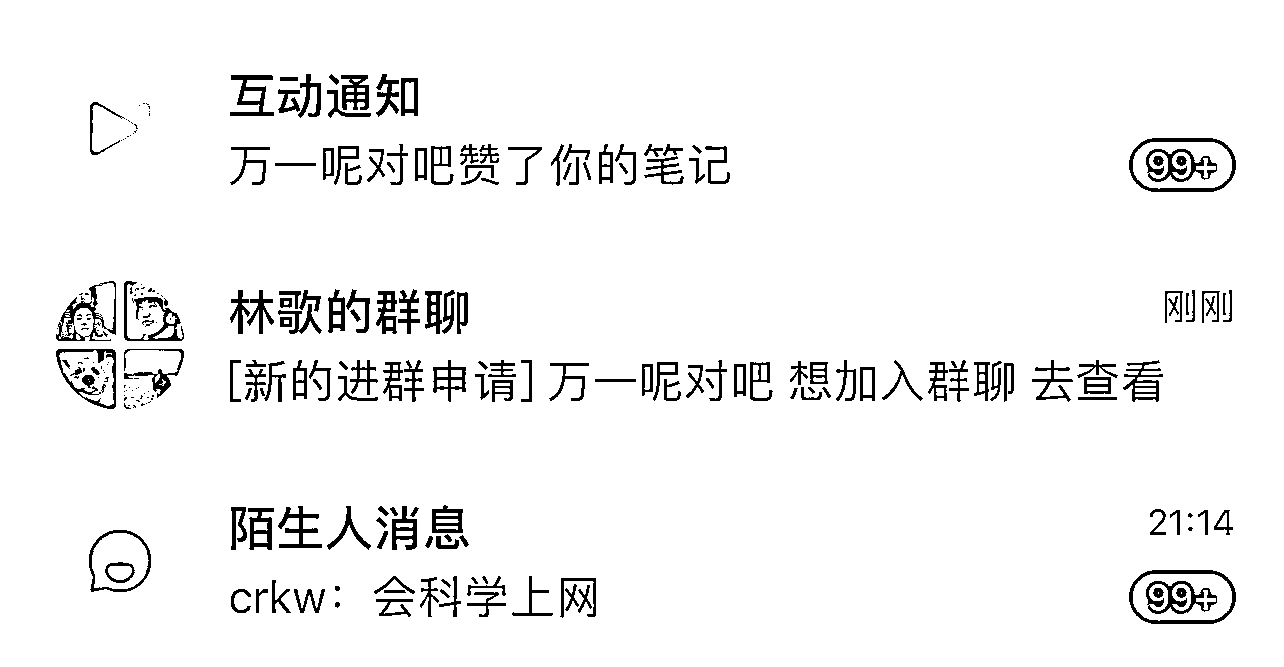 互动通知
万一呢对吧赞了你的笔记
99+
林歌的群聊
刚刚
[新的进群申请] 万一呢对吧 想加入群聊 去查看
陌生人消息
21:14
crkw：会科学上网
99+